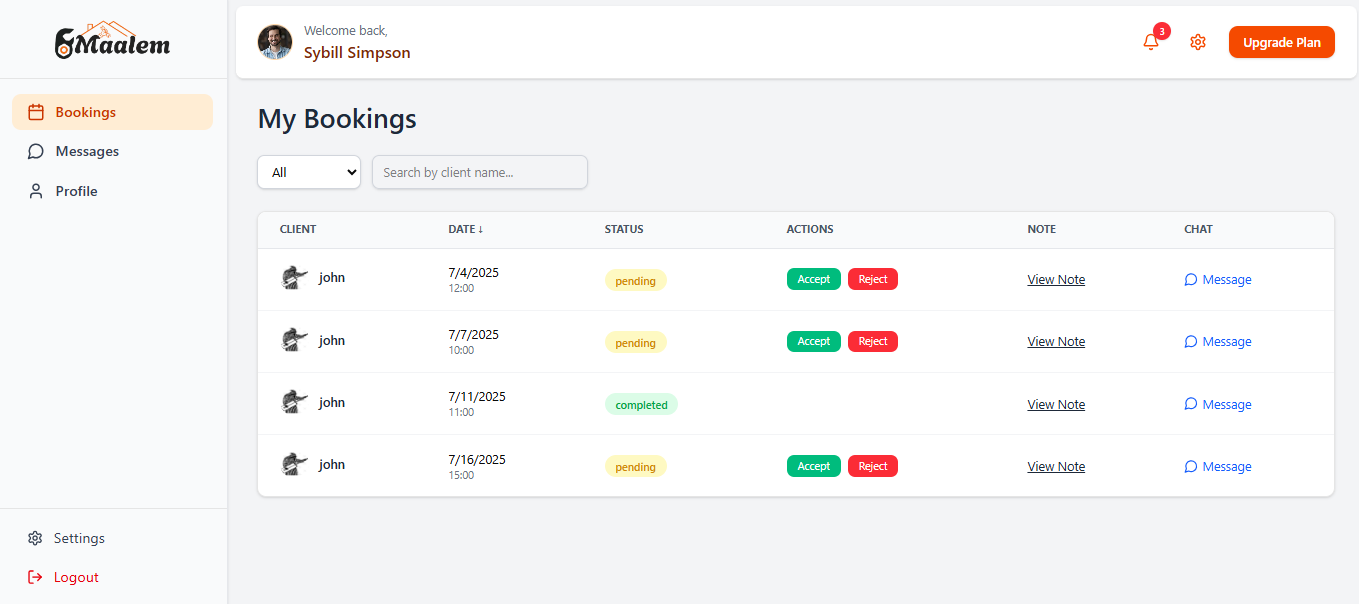 Maalem
Welcome back,
Sybill Simpson
3
Upgrade Plan
Bookings
Messages
Profile
My Bookings
All
Search by client name...
CLIENT DATE ↓ STATUS ACTIONS NOTE CHAT
john 7/4/2025 12:00 pending Accept Reject View Note Message
john 7/7/2025 10:00 pending Accept Reject View Note Message
john 7/11/2025 11:00 completed View Note Message
john 7/16/2025 15:00 pending Accept Reject View Note Message
Settings
Logout